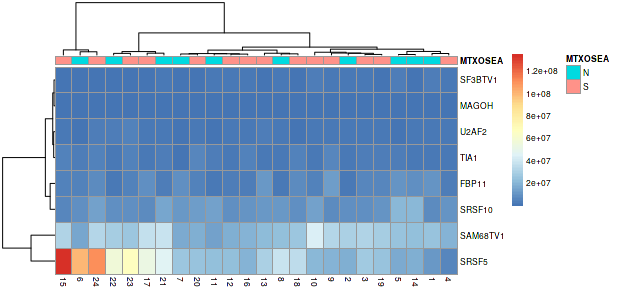 MTXOSEA
SF3BTV1
MAGOH
U2AF2
TIA1
FBP11
SRSF10
SAM68TV1
SRSF5
15 6 24 22 23 17 21 7 20 11 12 16 13 8 18 10 9 2 3 19 5 14 1 4
1.2e+08
1e+08
8e+07
6e+07
4e+07
2e+07
MTXOSEA
N
S